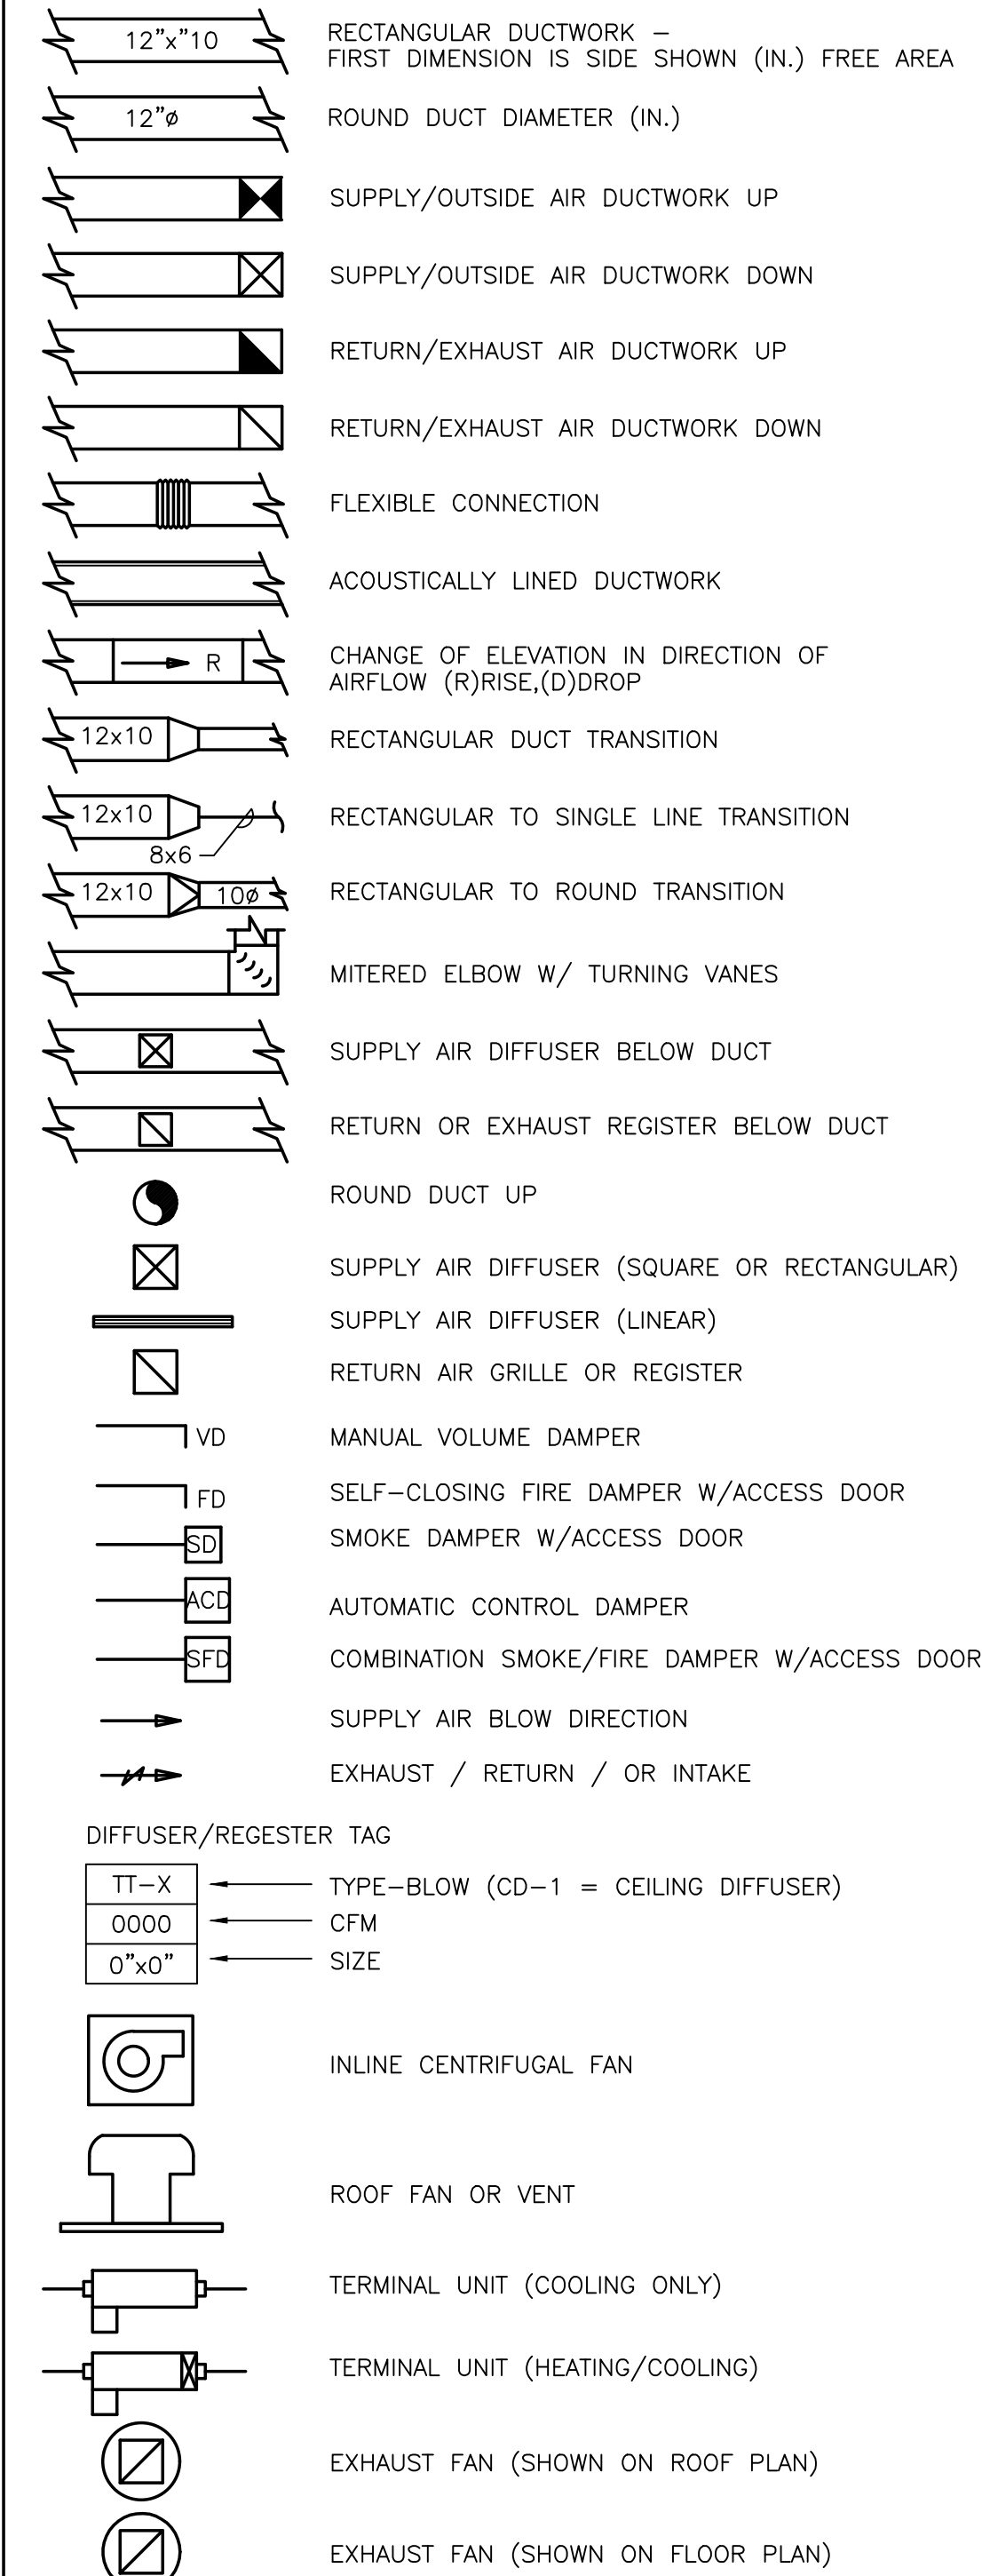 12"x"10 RECTANGULAR DUCTWORK –
FIRST DIMENSION IS SIDE SHOWN (IN.) FREE AREA
12"ø ROUND DUCT DIAMETER (IN.)
SUPPLY/OUTSIDE AIR DUCTWORK UP
SUPPLY/OUTSIDE AIR DUCTWORK DOWN
RETURN/EXHAUST AIR DUCTWORK UP
RETURN/EXHAUST AIR DUCTWORK DOWN
FLEXIBLE CONNECTION
ACOUSTICALLY LINED DUCTWORK
R CHANGE OF ELEVATION IN DIRECTION OF
AIRFLOW (R)RISE,(D)DROP
12x10 RECTANGULAR DUCT TRANSITION
12x10 RECTANGULAR TO SINGLE LINE TRANSITION
8x6
12x10 10ø RECTANGULAR TO ROUND TRANSITION
MITERED ELBOW W/ TURNING VANES
SUPPLY AIR DIFFUSER BELOW DUCT
RETURN OR EXHAUST REGISTER BELOW DUCT
ROUND DUCT UP
SUPPLY AIR DIFFUSER (SQUARE OR RECTANGULAR)
SUPPLY AIR DIFFUSER (LINEAR)
RETURN AIR GRILLE OR REGISTER
VD MANUAL VOLUME DAMPER
FD SELF–CLOSING FIRE DAMPER W/ACCESS DOOR
SD SMOKE DAMPER W/ACCESS DOOR
ACD AUTOMATIC CONTROL DAMPER
SFD COMBINATION SMOKE/FIRE DAMPER W/ACCESS DOOR
SUPPLY AIR BLOW DIRECTION
EXHAUST / RETURN / OR INTAKE
DIFFUSER/REGESTER TAG
TT–X TYPE–BLOW (CD–1 = CEILING DIFFUSER)
0000 CFM
0"x0" SIZE
INLINE CENTRIFUGAL FAN
ROOF FAN OR VENT
TERMINAL UNIT (COOLING ONLY)
TERMINAL UNIT (HEATING/COOLING)
EXHAUST FAN (SHOWN ON ROOF PLAN)
EXHAUST FAN (SHOWN ON FLOOR PLAN)